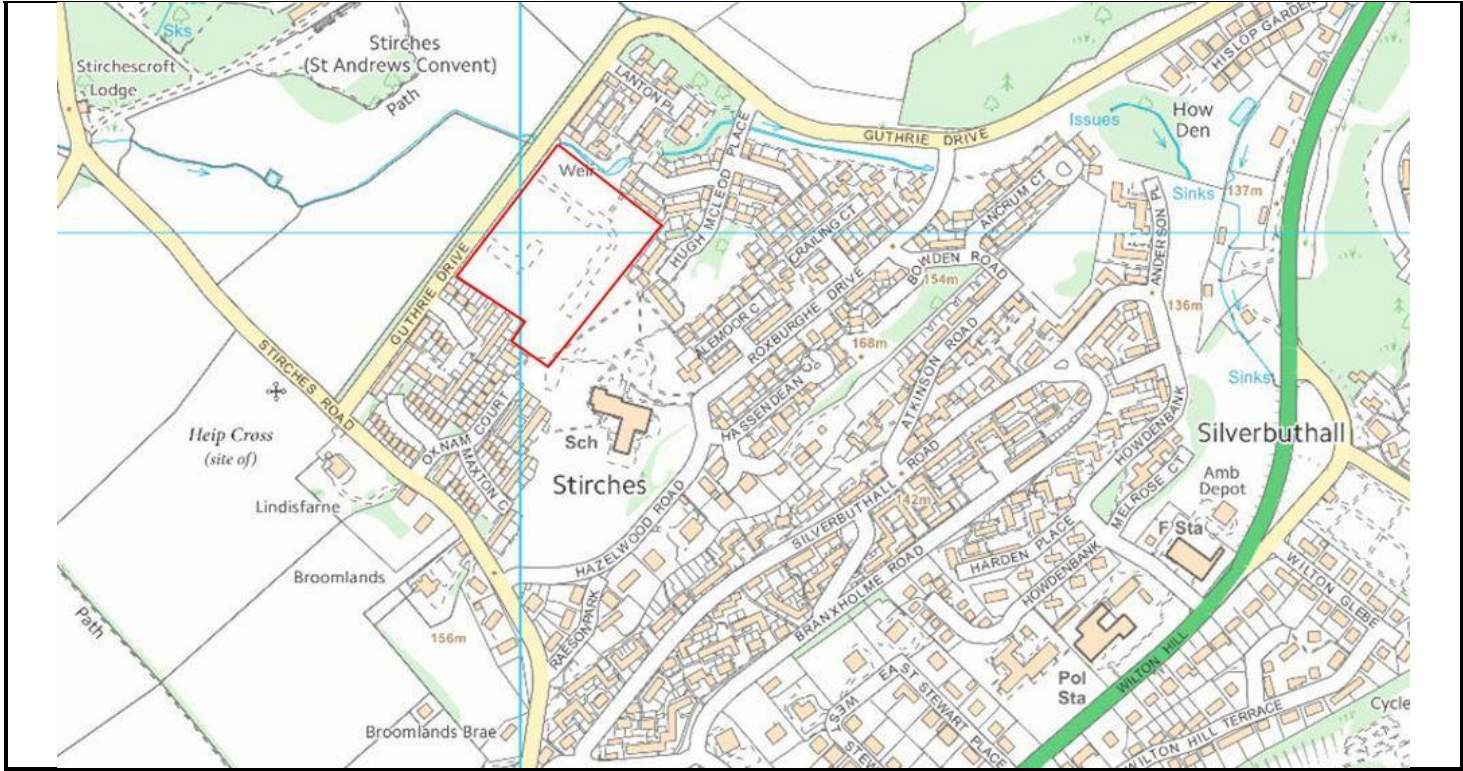 Sks
Stirchescroft
Lodge
Stirches
(St Andrews Convent)
Path
LANTON PL
HISLOP GARDENS
How
Den
Issues
GUTHRIE DRIVE
Weir
HUGH MCLEOD PLACE
Sinks
137m
ANCRUM CT
CRAILING CT
ANDERSON PL
GUTHRIE DRIVE
BOWDEN ROAD
154m
136m
ALEMOOR CT
ROXBURGHE DRIVE
168m
STIRCHES ROAD
ATKINSON ROAD
Sinks
HASSENDEAN
Heip Cross
(site of)
OXNAM COURT
MAXTON C
Sch
HOWDENBANK
Silverbuthall
Stirches
Lindisfarne
MELROSE CT
Amb
Depot
SILVERBUTHALL ROAD
142m
F Sta
HAZELWOOD ROAD
HARDEN PLACE
Broomlands
HOWDENBANK
BRANXHOLME ROAD
WILTON GLEBE
Path
156m
RAESONPARK
Pol
Sta
WILTON HILL
EAST STEWART PLACE
WEST STEW
Cycle
Broomlands Brae
WILTON HILL TERRACE